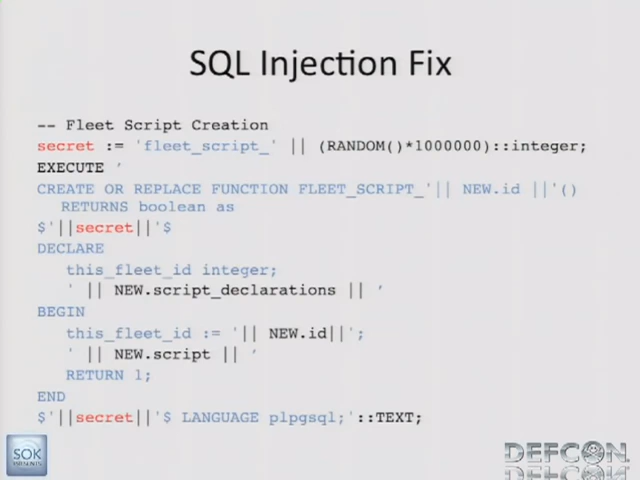 SQL Injection Fix
-- Fleet Script Creation
secret := 'fleet_script_' || (RANDOM()*1000000)::integer;
EXECUTE '
CREATE OR REPLACE FUNCTION FLEET_SCRIPT_'|| NEW.id ||'()
RETURNS boolean as
$'||secret||'$
DECLARE
this_fleet_id integer;
' || NEW.script_declarations || '
BEGIN
this_fleet_id := '|| NEW.id||';
' || NEW.script || '
RETURN 1;
END
$'||secret||'$ LANGUAGE plpgsql;'::TEXT;
SOK
DEFCON